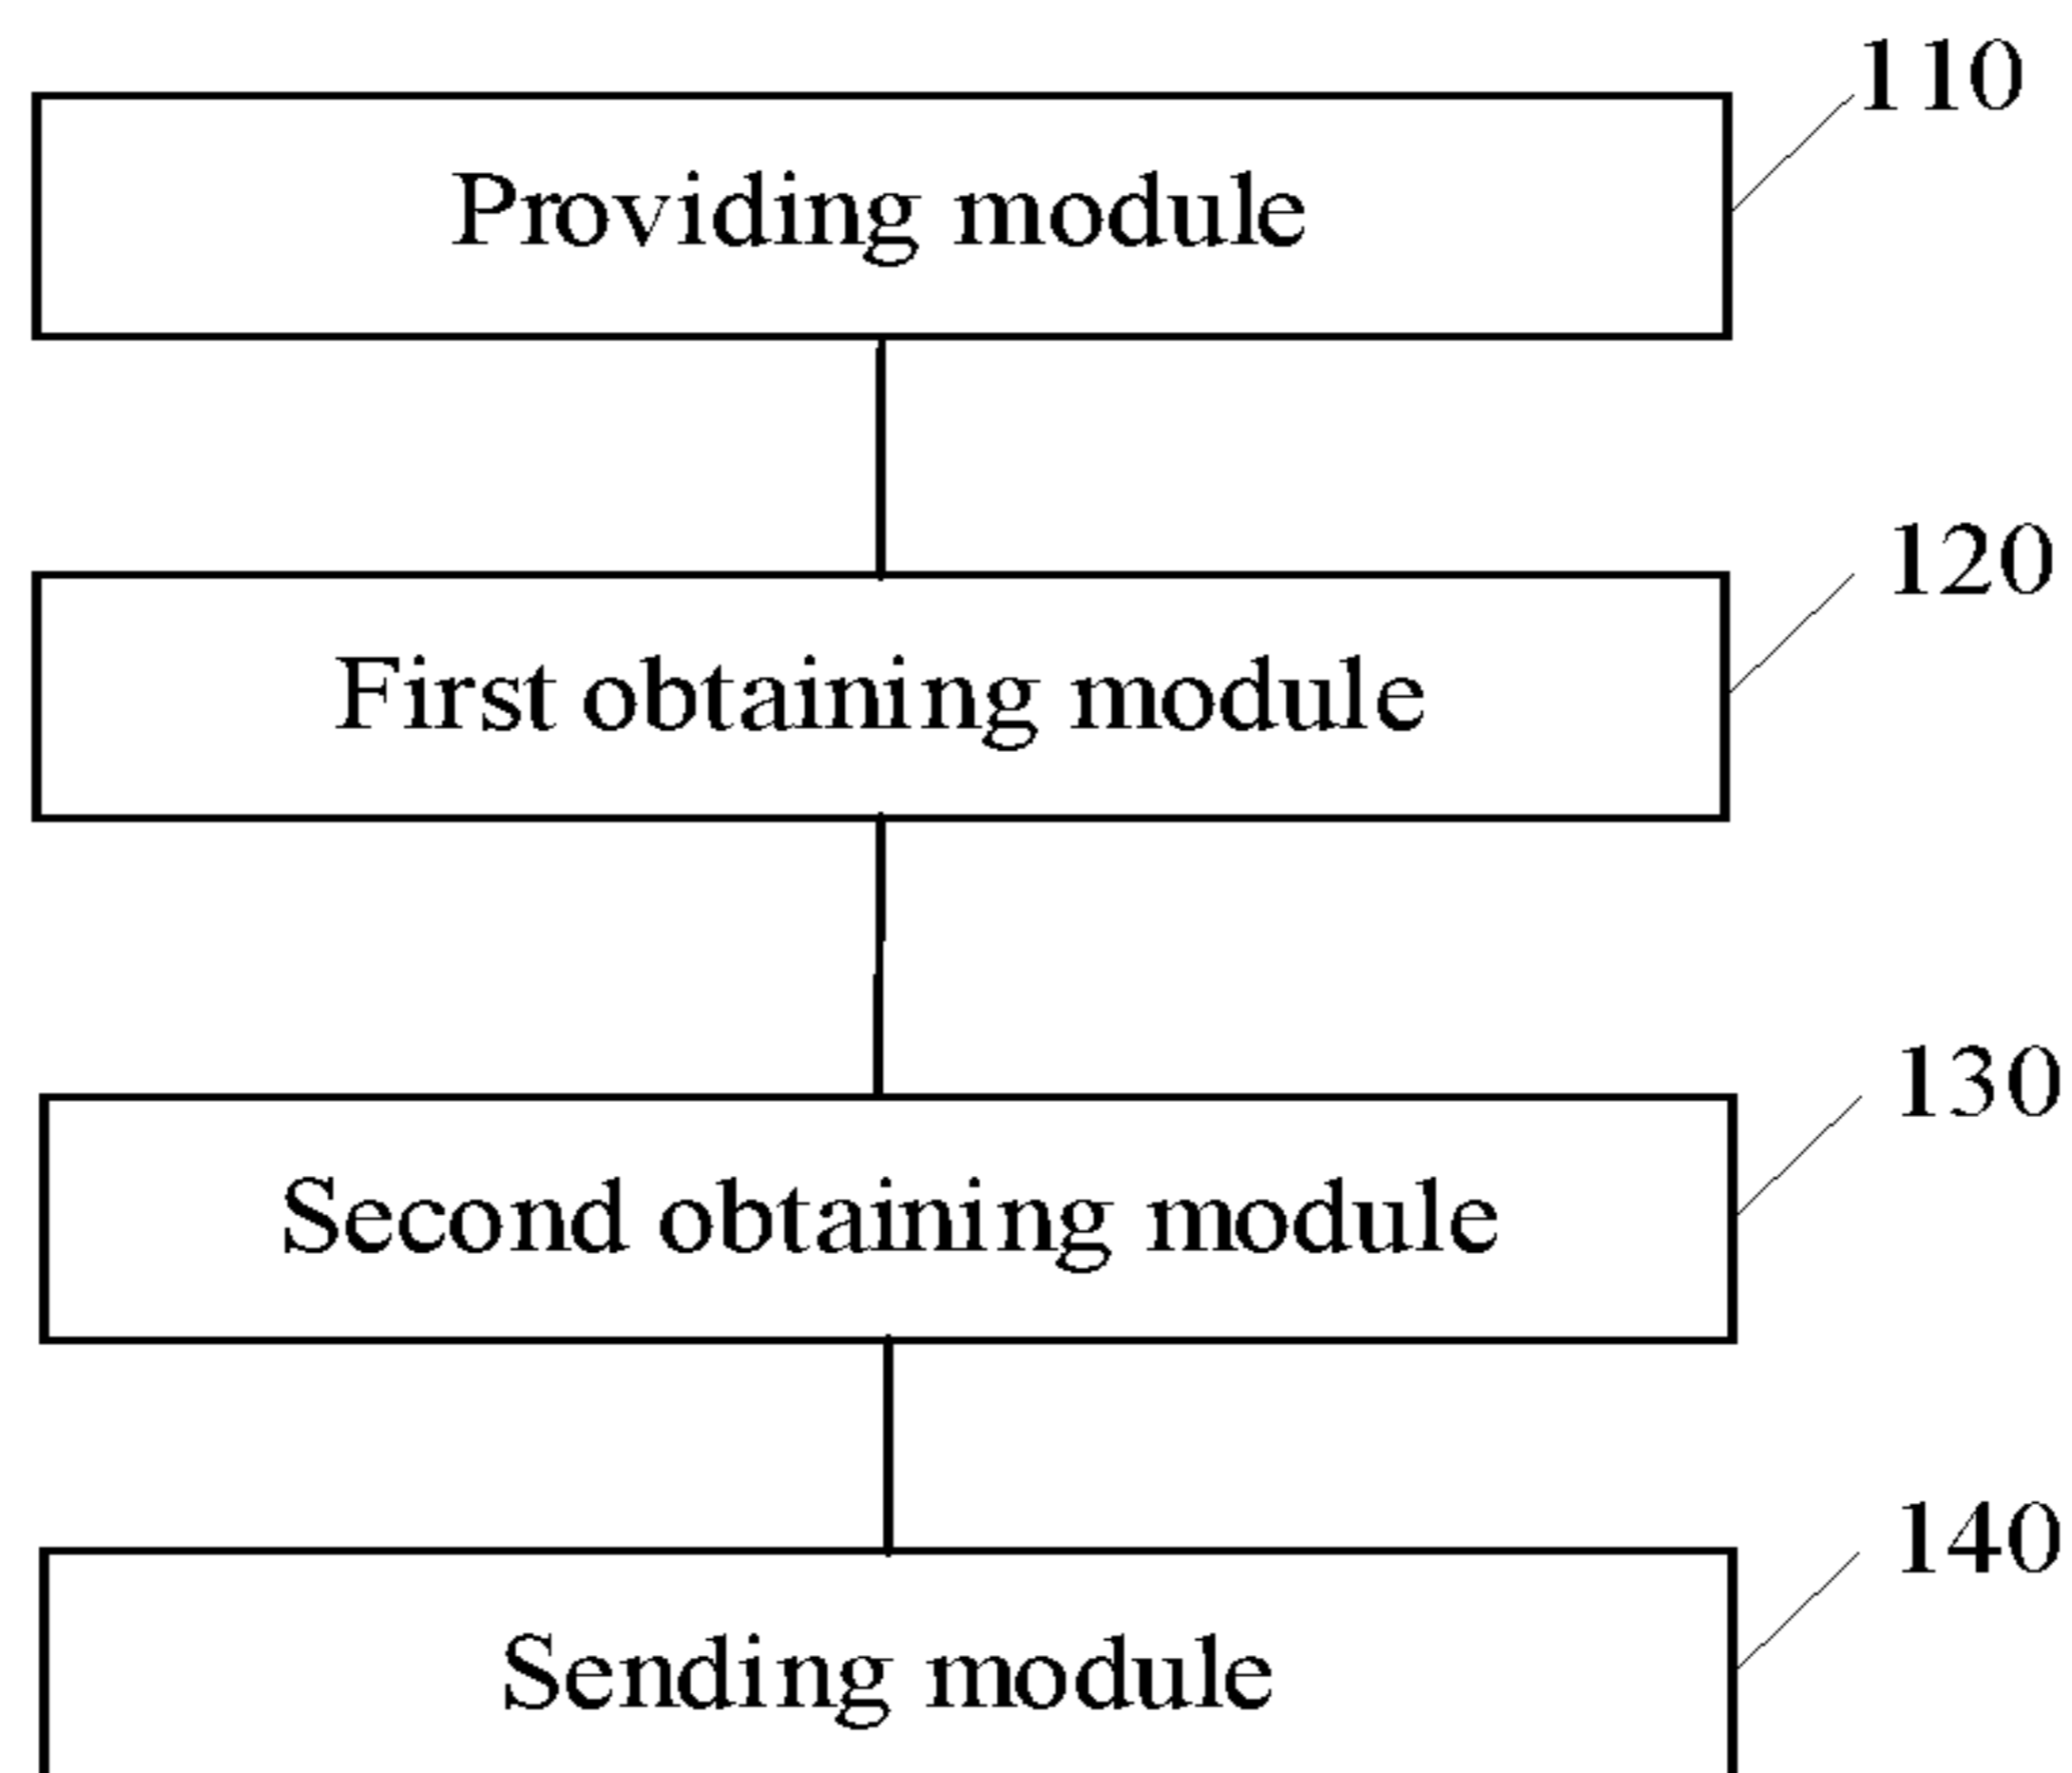 110
Providing module
120
First obtaining module
130
Second obtaining module
140
Sending module